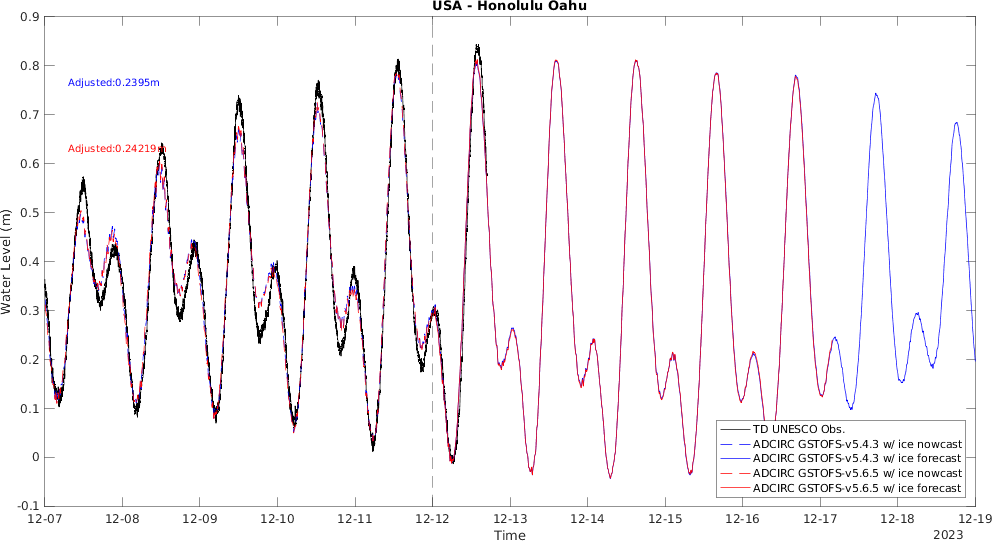 USA - Honolulu Oahu
0.9
0.8
0.7
0.6
0.5
0.4
0.3
0.2
0.1
0
-0.1
Water Level (m)
Adjusted:0.2395m
Adjusted:0.24219m
TD UNESCO Obs.
ADCIRC GSTOFS-v5.4.3 w/ ice nowcast
ADCIRC GSTOFS-v5.4.3 w/ ice forecast
ADCIRC GSTOFS-v5.6.5 w/ ice nowcast
ADCIRC GSTOFS-v5.6.5 w/ ice forecast
12-07 12-08 12-09 12-10 12-11 12-12 12-13 12-14 12-15 12-16 12-17 12-18 12-19
Time
2023